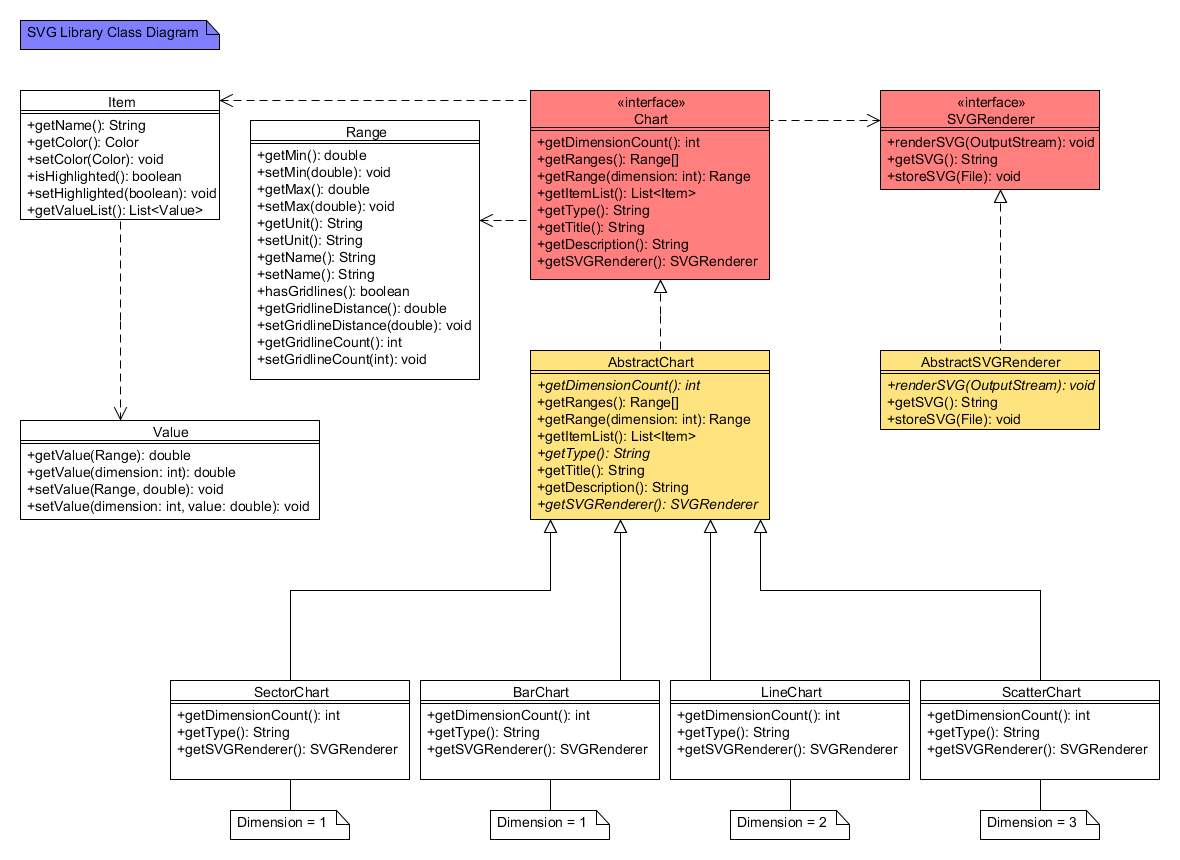 SVG Library Class Diagram
Item
+getName(): String
+getColor(): Color
+setColor(Color): void
+isHighlighted(): boolean
+setHighlighted(boolean): void
+getValueList(): List<Value>
Range
+getMin(): double
+setMin(double): void
+getMax(): double
+setMax(double): void
+getUnit(): String
+setUnit(): String
+getName(): String
+setName(): String
+hasGridlines(): boolean
+getGridlineDistance(): double
+setGridlineDistance(double): void
+getGridlineCount(): int
+setGridlineCount(int): void
«interface»
Chart
+getDimensionCount(): int
+getRanges(): Range[]
+getRange(dimension: int): Range
+getItemList(): List<Item>
+getType(): String
+getTitle(): String
+getDescription(): String
+getSVGRenderer(): SVGRenderer
«interface»
SVGRenderer
+renderSVG(OutputStream): void
+getSVG(): String
+storeSVG(File): void
Value
+getValue(Range): double
+getValue(dimension: int): double
+setValue(Range, double): void
+setValue(dimension: int, value: double): void
AbstractChart
+getDimensionCount(): int
+getRanges(): Range[]
+getRange(dimension: int): Range
+getItemList(): List<Item>
+getType(): String
+getTitle(): String
+getDescription(): String
+getSVGRenderer(): SVGRenderer
AbstractSVGRenderer
+renderSVG(OutputStream): void
+getSVG(): String
+storeSVG(File): void
SectorChart
+getDimensionCount(): int
+getType(): String
+getSVGRenderer(): SVGRenderer
BarChart
+getDimensionCount(): int
+getType(): String
+getSVGRenderer(): SVGRenderer
LineChart
+getDimensionCount(): int
+getType(): String
+getSVGRenderer(): SVGRenderer
ScatterChart
+getDimensionCount(): int
+getType(): String
+getSVGRenderer(): SVGRenderer
Dimension = 1
Dimension = 1
Dimension = 2
Dimension = 3